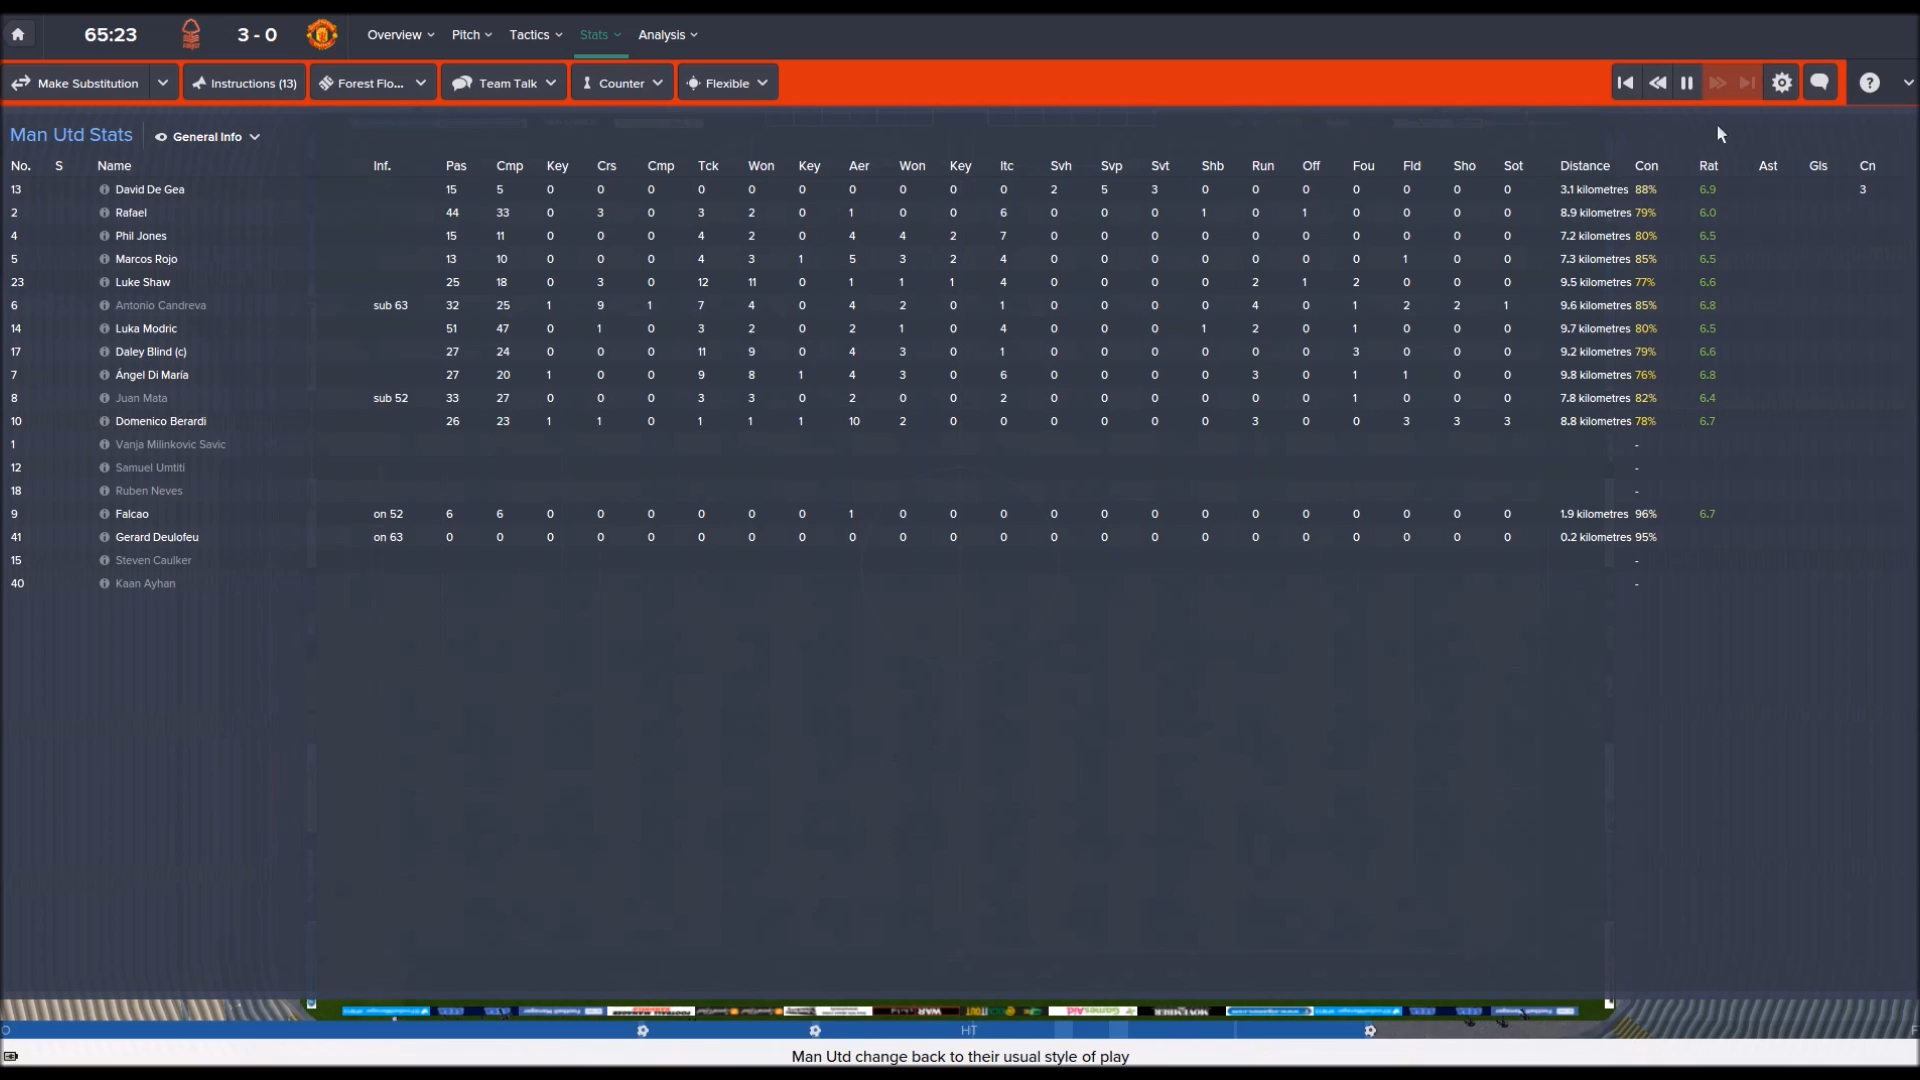 65:23 3 - 0 Overview Pitch Tactics Stats Analysis
Make Substitution Instructions (13) Forest Flo... Team Talk Counter Flexible ?
Man Utd Stats General Info
No. S Name Inf. Pas Cmp Key Crs Cmp Tck Won Key Aer Won Key Itc Svh Svp Svt Shb Run Off Fou Fld Sho Sot Distance Con Rat Ast Gls Cn
13 David De Gea 15 5 0 0 0 0 0 0 0 0 0 0 2 5 3 0 0 0 0 0 0 0 3.1 kilometres 88% 6.9 3
2 Rafael 44 33 0 3 0 3 2 0 1 0 0 6 0 0 0 1 0 1 0 0 0 0 8.9 kilometres 79% 6.0
4 Phil Jones 15 11 0 0 0 4 2 0 4 4 2 7 0 0 0 0 0 0 0 0 0 0 7.2 kilometres 80% 6.5
5 Marcos Rojo 13 10 0 0 0 4 3 1 5 3 2 4 0 0 0 0 0 0 0 1 0 0 7.3 kilometres 85% 6.5
23 Luke Shaw 25 18 0 3 0 12 11 0 1 1 1 4 0 0 0 0 2 1 2 0 0 0 9.5 kilometres 77% 6.6
6 Antonio Candreva sub 63 32 25 1 9 1 7 4 0 4 2 0 1 0 0 0 0 4 0 1 2 2 1 9.6 kilometres 85% 6.8
14 Luka Modric 51 47 0 1 0 3 2 0 2 1 0 4 0 0 0 1 2 0 1 0 0 0 9.7 kilometres 80% 6.5
17 Daley Blind (c) 27 24 0 0 0 11 9 0 4 3 0 1 0 0 0 0 0 0 3 0 0 0 9.2 kilometres 79% 6.6
7 Ángel Di María 27 20 1 0 0 9 8 1 4 3 0 6 0 0 0 0 3 0 1 1 0 0 9.8 kilometres 76% 6.8
8 Juan Mata sub 52 33 27 0 0 0 3 3 0 2 0 0 2 0 0 0 0 0 0 1 0 0 0 7.8 kilometres 82% 6.4
10 Domenico Berardi 26 23 1 1 0 1 1 1 10 2 0 0 0 0 0 0 3 0 0 3 3 3 8.8 kilometres 78% 6.7
1 Vanja Milinkovic Savic -
12 Samuel Umtiti -
18 Ruben Neves -
9 Falcao on 52 6 6 0 0 0 0 0 0 1 0 0 0 0 0 0 0 0 0 0 0 0 0 1.9 kilometres 96% 6.7
41 Gerard Deulofeu on 63 0 0 0 0 0 0 0 0 0 0 0 0 0 0 0 0 0 0 0 0 0 0 0.2 kilometres 95%
15 Steven Caulker -
40 Kaan Ayhan -
HT
Man Utd change back to their usual style of play